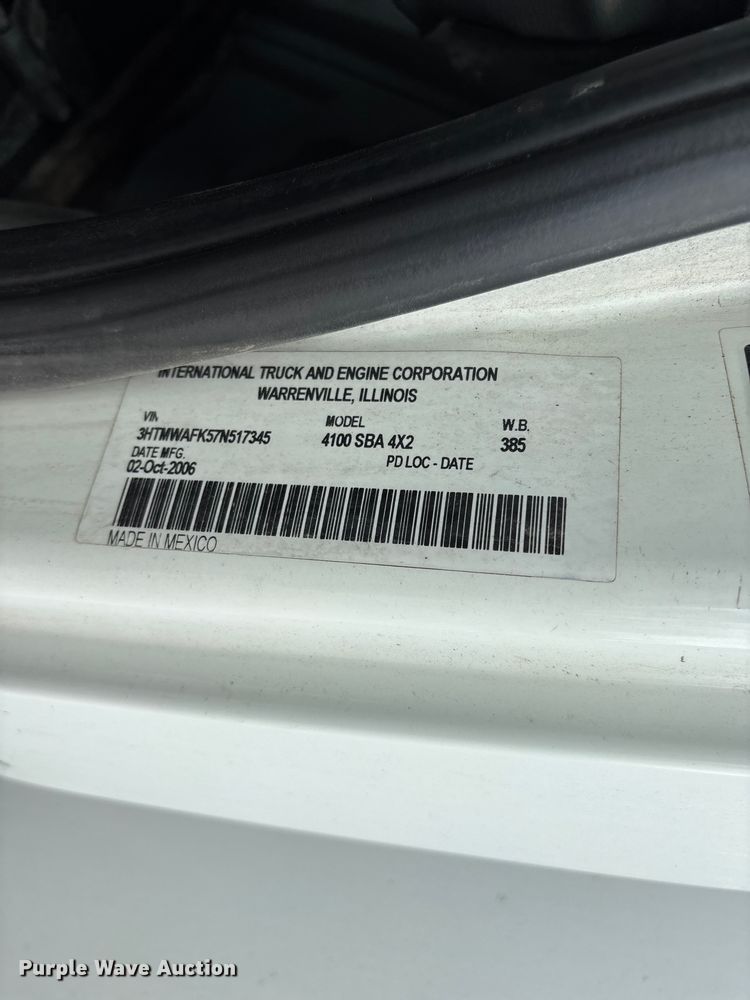 INTERNATIONAL TRUCK AND ENGINE CORPORATION
WARRENVILLE, ILLINOIS
VIN MODEL W.B.
3HTMWAFK57N517345 4100 SBA 4X2 385
DATE MFG. PD LOC - DATE
02-Oct-2006
MADE IN MEXICO
Purple Wave Auction